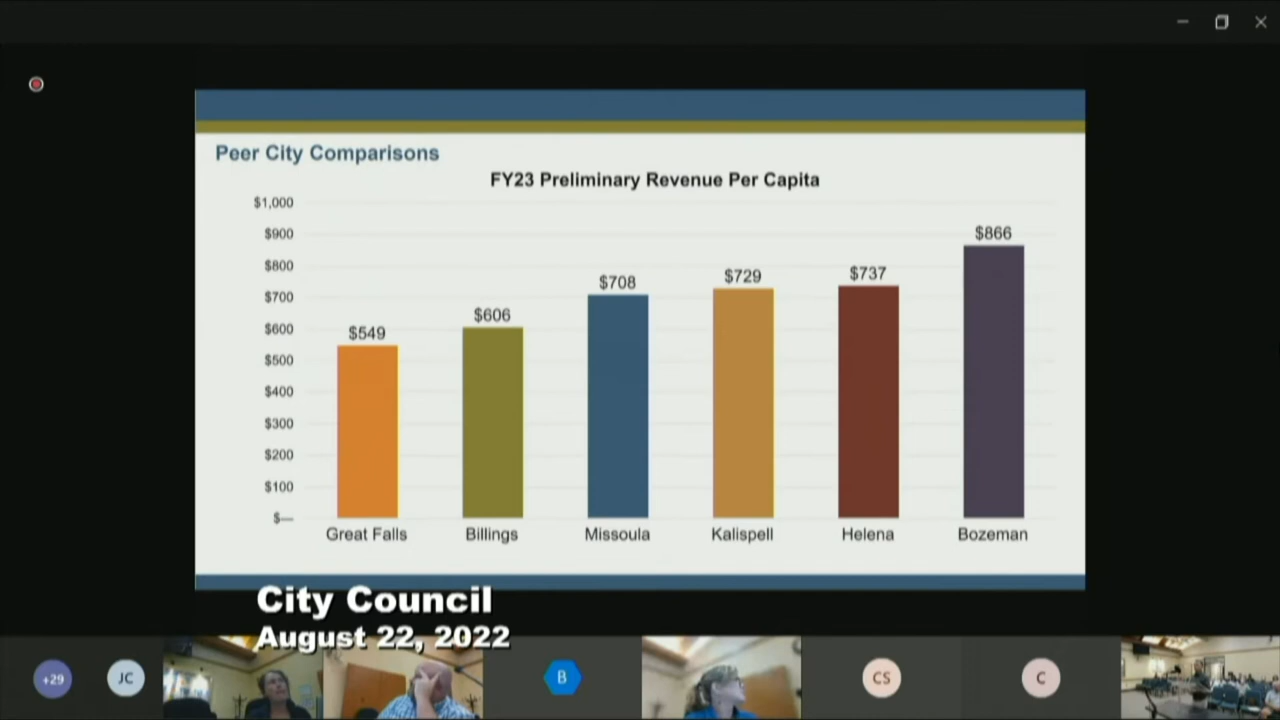 Peer City Comparisons
FY23 Preliminary Revenue Per Capita
$1,000
$900
$800
$700
$600
$500
$400
$300
$200
$100
$—
$549
$606
$708
$729
$737
$866
Great Falls
Billings
Missoula
Kalispell
Helena
Bozeman
City Council
August 22, 2022
+29
JC
B
CS
C